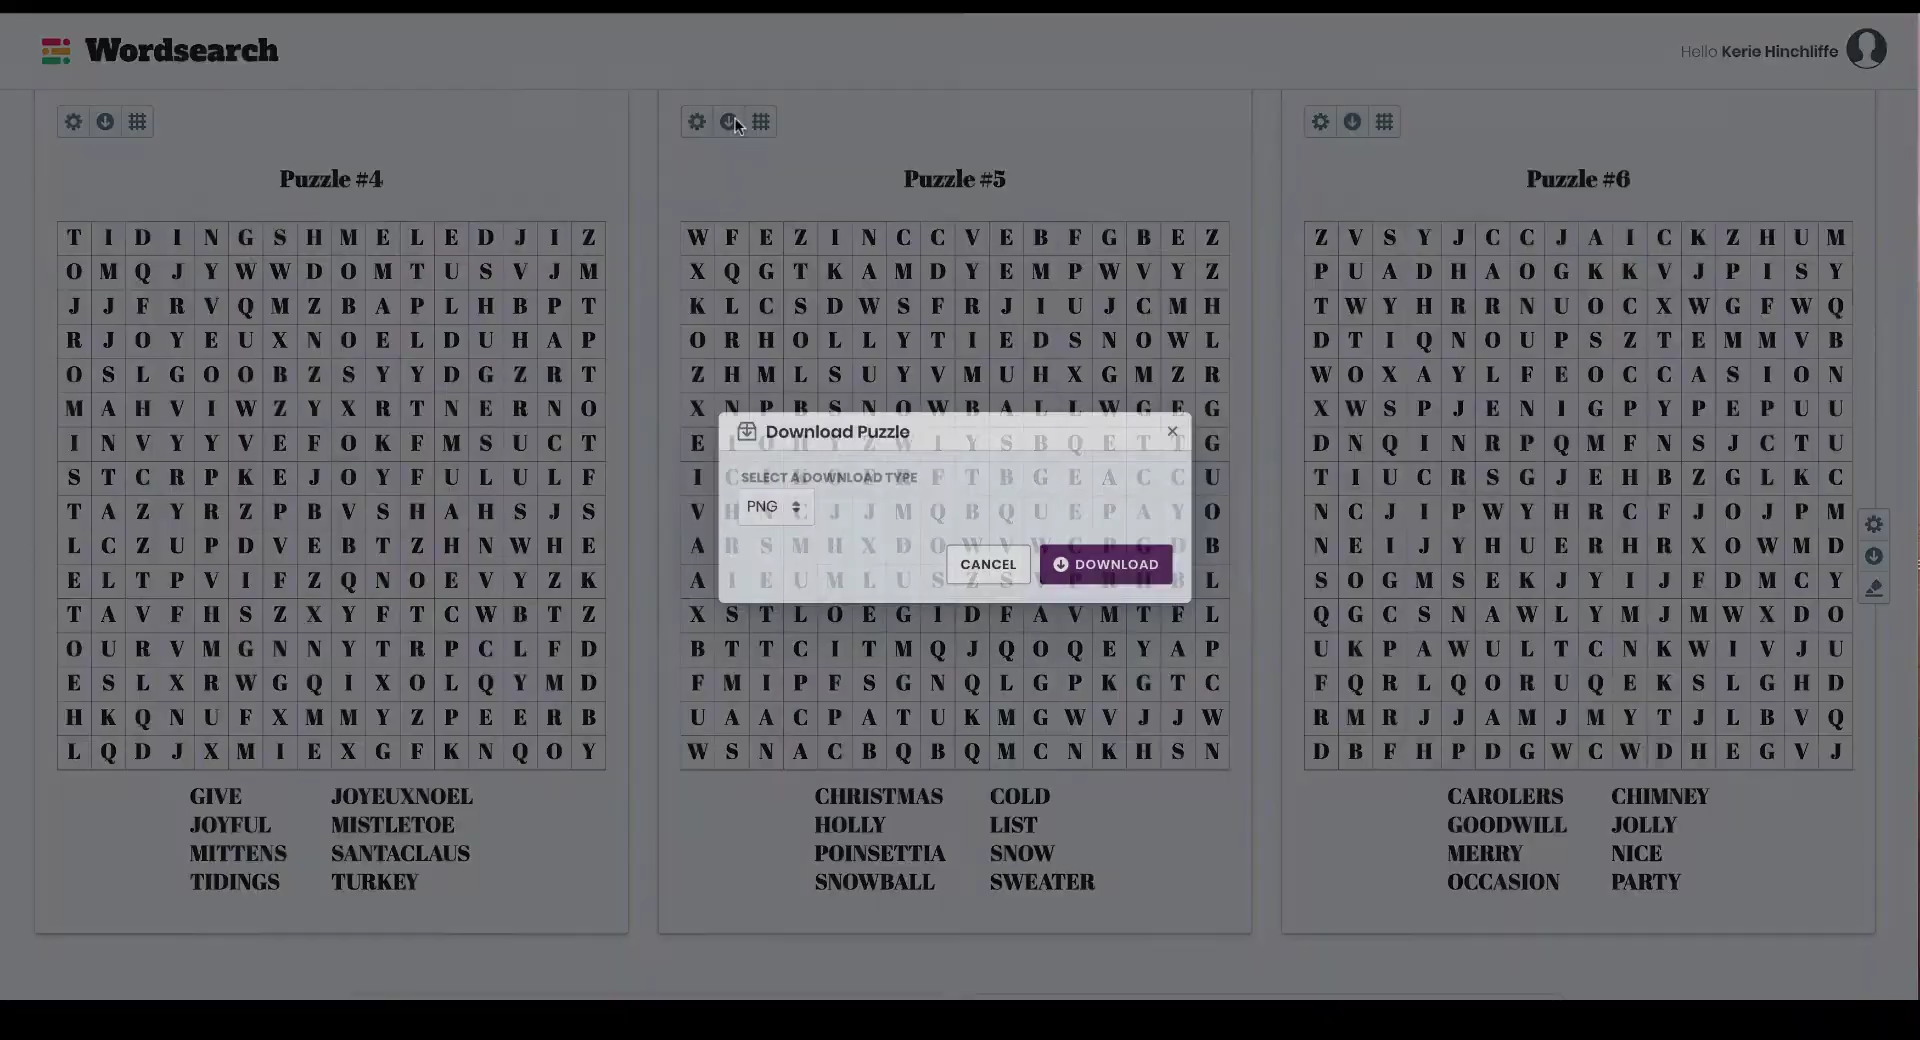 Wordsearch
Hello Kerie Hinchliffe
Puzzle #4
T I D I N G S H M E L E D J I Z
O M Q J Y W W D O M T U S V J M
J J F R V Q M Z B A P L H B P T
R J O Y E U X N O E L D U H A P
O S L G O O B Z S Y Y D G Z R T
M A H V I W Z Y X R T N E R N O
I N V Y Y V E F O K F M S U C T
S T C R P K E J O Y F U L U L F
T A Z Y R Z P B V S H A H S J S
L C Z U P D V E B T Z H N W H E
E L T P V I F Z Q N O E V Y Z K
T A V F H S Z X Y F T C W B T Z
O U R V M G N N Y T R P C L F D
E S L X R W G Q I X O L Q Y M D
H K Q N U F X M M Y Z P E E R B
L Q D J X M I E X G F K N Q O Y
GIVE JOYEUXNOEL
JOYFUL MISTLETOE
MITTENS SANTACLAUS
TIDINGS TURKEY
Puzzle #5
W F E Z I N C C V E B F G B E Z
X Q G T K A M D Y E M P W V Y Z
K L C S D W S F R J I U J C M H
O R H O L L Y T I E D S N O W L
Z H M L S U Y V M U H X G M Z R
X N P B S N O W B A L L W G E G
E W I Y S B Q E T T G
I C F T B G E A C C U
V H J J M Q B Q U E P A Y O
A R S M H X D O B
A I E U M L U S Z S L
X S T L O E G I D F A V M T F L
B T T C I T M Q J Q O Q E Y A P
F M I P F S G N Q L G P K G T C
U A A C P A T U K M G W V J J W
W S N A C B Q B Q M C N K H S N
Download Puzzle ×
SELECT A DOWNLOAD TYPE
PNG
CANCEL DOWNLOAD
CHRISTMAS COLD
HOLLY LIST
POINSETTIA SNOW
SNOWBALL SWEATER
Puzzle #6
Z V S Y J C C J A I C K Z H U M
P U A D H A O G K K V J P I S Y
T W Y H R R N U O C X W G F W Q
D T I Q N O U P S Z T E M M V B
W O X A Y L F E O C C A S I O N
X W S P J E N I G P Y P E P U U
D N Q I N R P Q M F N S J C T U
T I U C R S G J E H B Z G L K C
N C J I P W Y H R C F J O J P M
N E I J Y H U E R H R X O W M D
S O G M S E K J Y I J F D M C Y
Q G C S N A W L Y M J M W X D O
U K P A W U L T C N K W I V J U
F Q R L Q O R U Q E K S L G H D
R M R J J A M J M Y T J L B V Q
D B F H P D G W C W D H E G V J
CAROLERS CHIMNEY
GOODWILL JOLLY
MERRY NICE
OCCASION PARTY